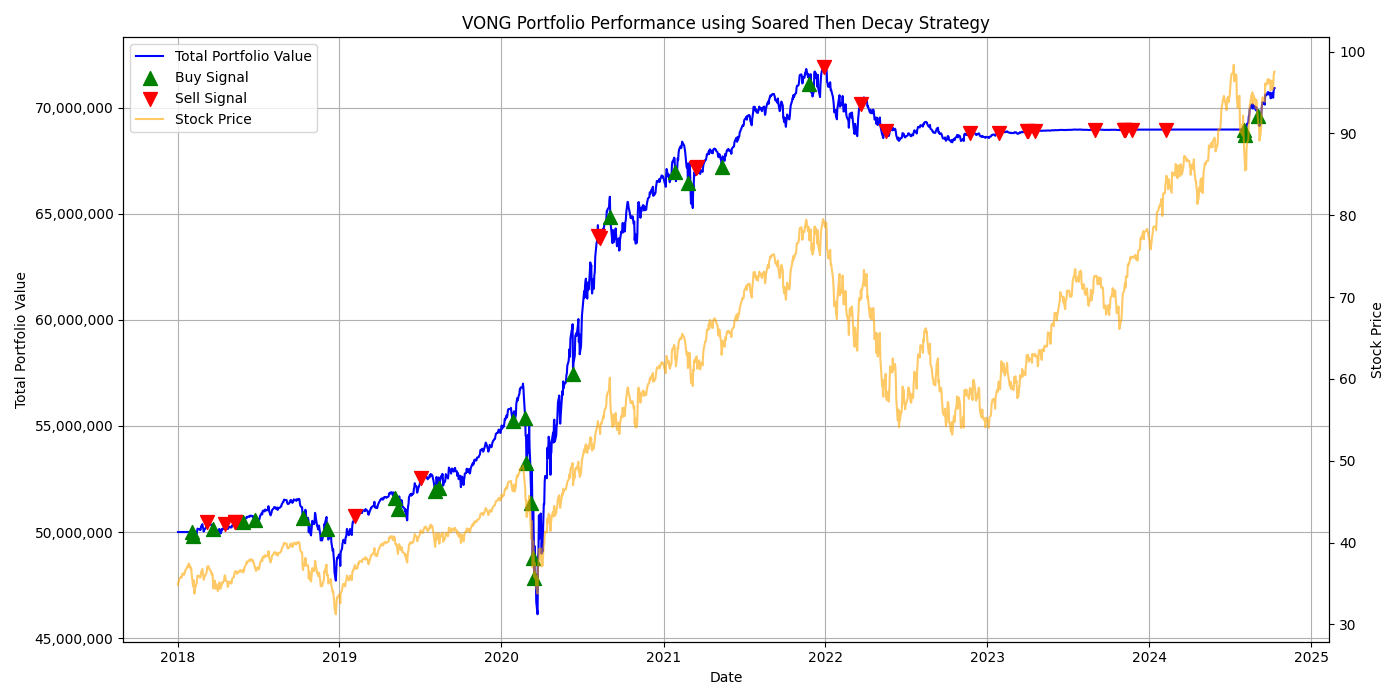 VONG Portfolio Performance using Soared Then Decay Strategy
Total Portfolio Value
Buy Signal
Sell Signal
Stock Price
70,000,000
65,000,000
60,000,000
55,000,000
50,000,000
45,000,000
Total Portfolio Value
100
90
80
70
60
50
40
30
Stock Price
2018
2019
2020
2021
2022
2023
2024
2025
Date